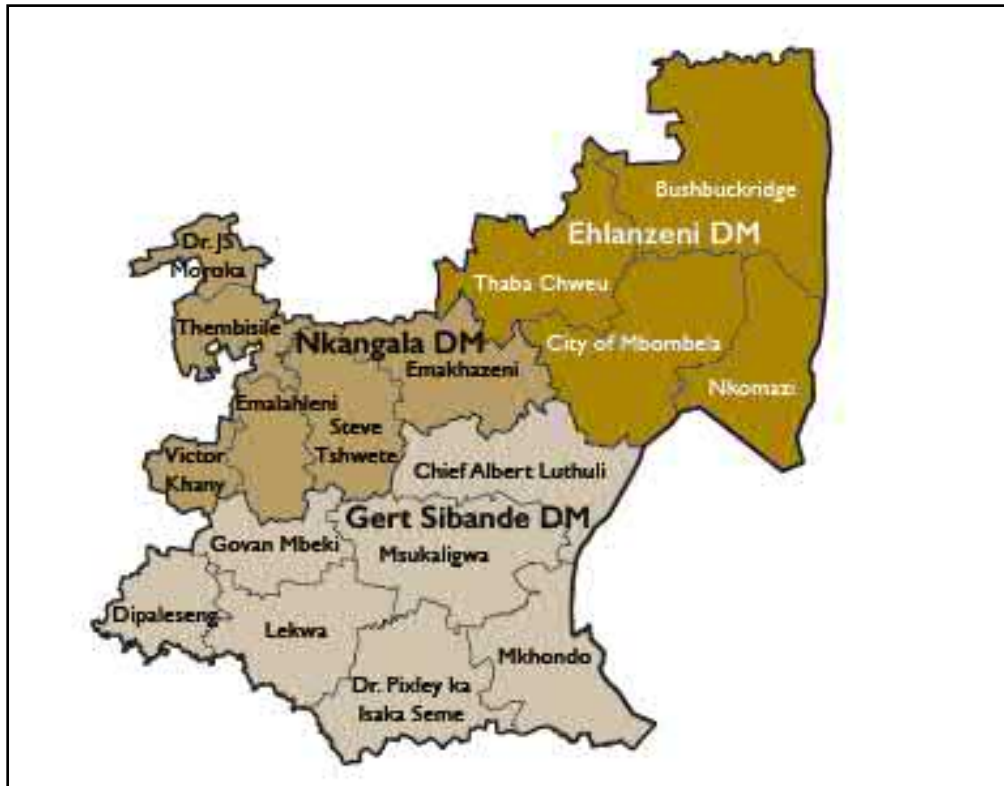 Bushbuckridge
Ehlanzeni DM
Dr. JS
Moroka
Thaba Chweu
Thembisile
Nkangala DM
City of Mbombela
Emakhazeni
Nkomazi
Emalahleni
Steve
Tshwete
Victor
Khany
Chief Albert Luthuli
Gert Sibande DM
Govan Mbeki
Msukaligwa
Dipaleseng
Lekwa
Mkhondo
Dr. Pixley ka
Isaka Seme